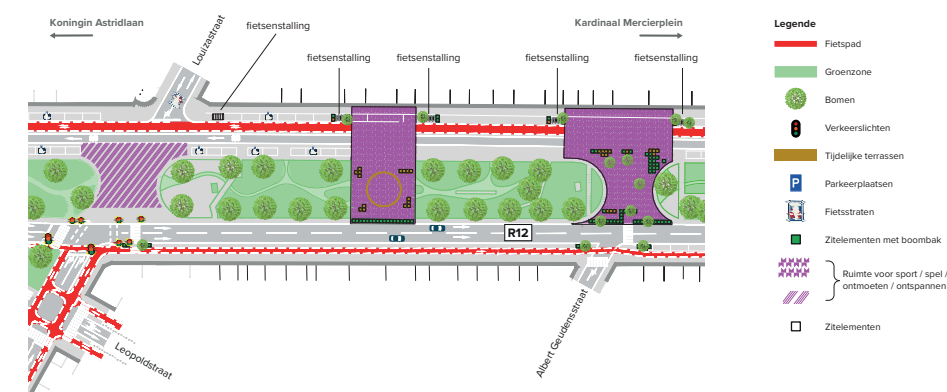 Koningin Astridlaan
Kardinaal Mercierplein
Louizastraat
fietsenstalling
fietsenstalling
fietsenstalling
fietsenstalling
fietsenstalling
R12
Leopoldstraat
Albert Geudensstraat
Legende
Fietspad
Groenzone
Bomen
Verkeerslichten
Tijdelijke terrassen
P
Parkeerplaatsen
Fietsstraten
Zitelementen met boombak
Ruimte voor sport / spel /
ontmoeten / ontspannen
Zitelementen